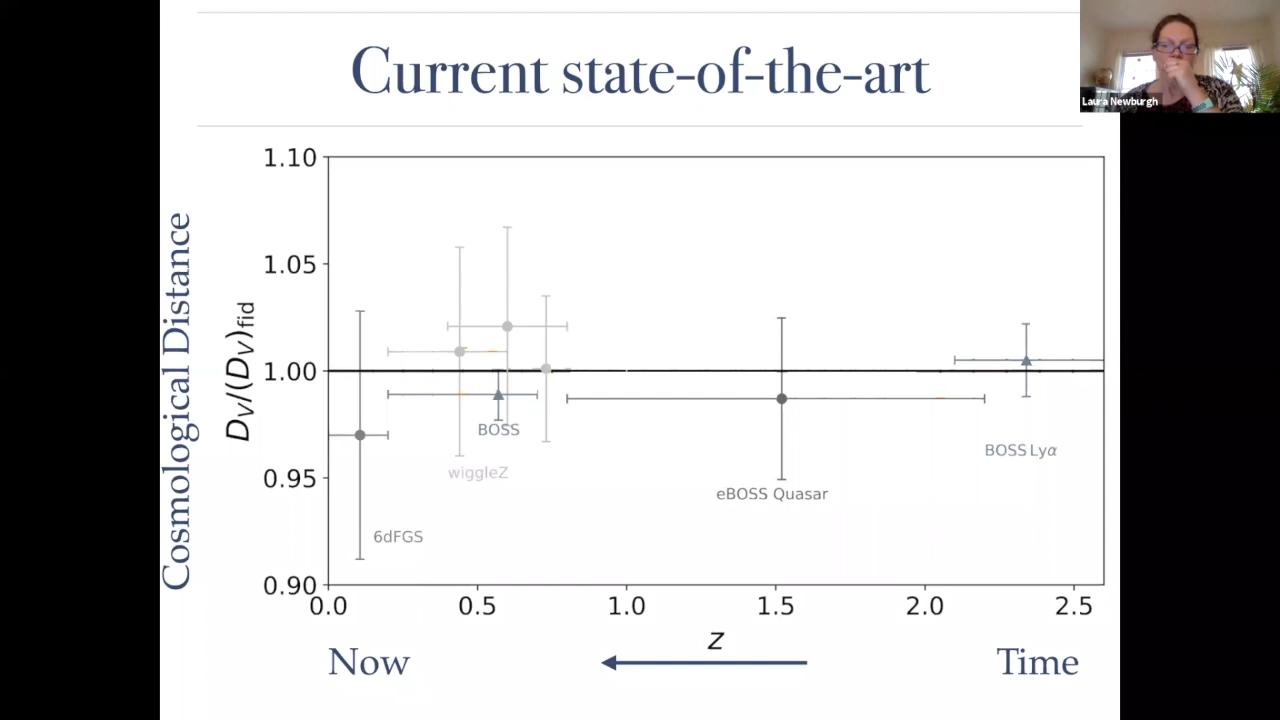 Current state-of-the-art
Laura Newburgh
Cosmological Distance
D_V/(D_V)_fid
1.10
1.05
1.00
0.95
0.90
BOSS
wiggleZ
6dFGS
eBOSS Quasar
BOSS Lyα
0.0 0.5 1.0 1.5 2.0 2.5
z
Now Time